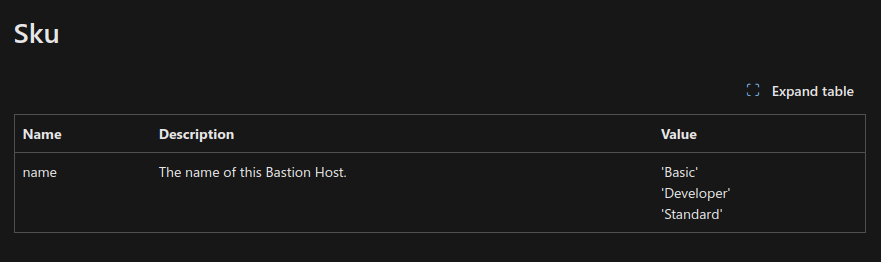 Sku
Expand table
Name Description Value
name The name of this Bastion Host. 'Basic'
'Developer'
'Standard'